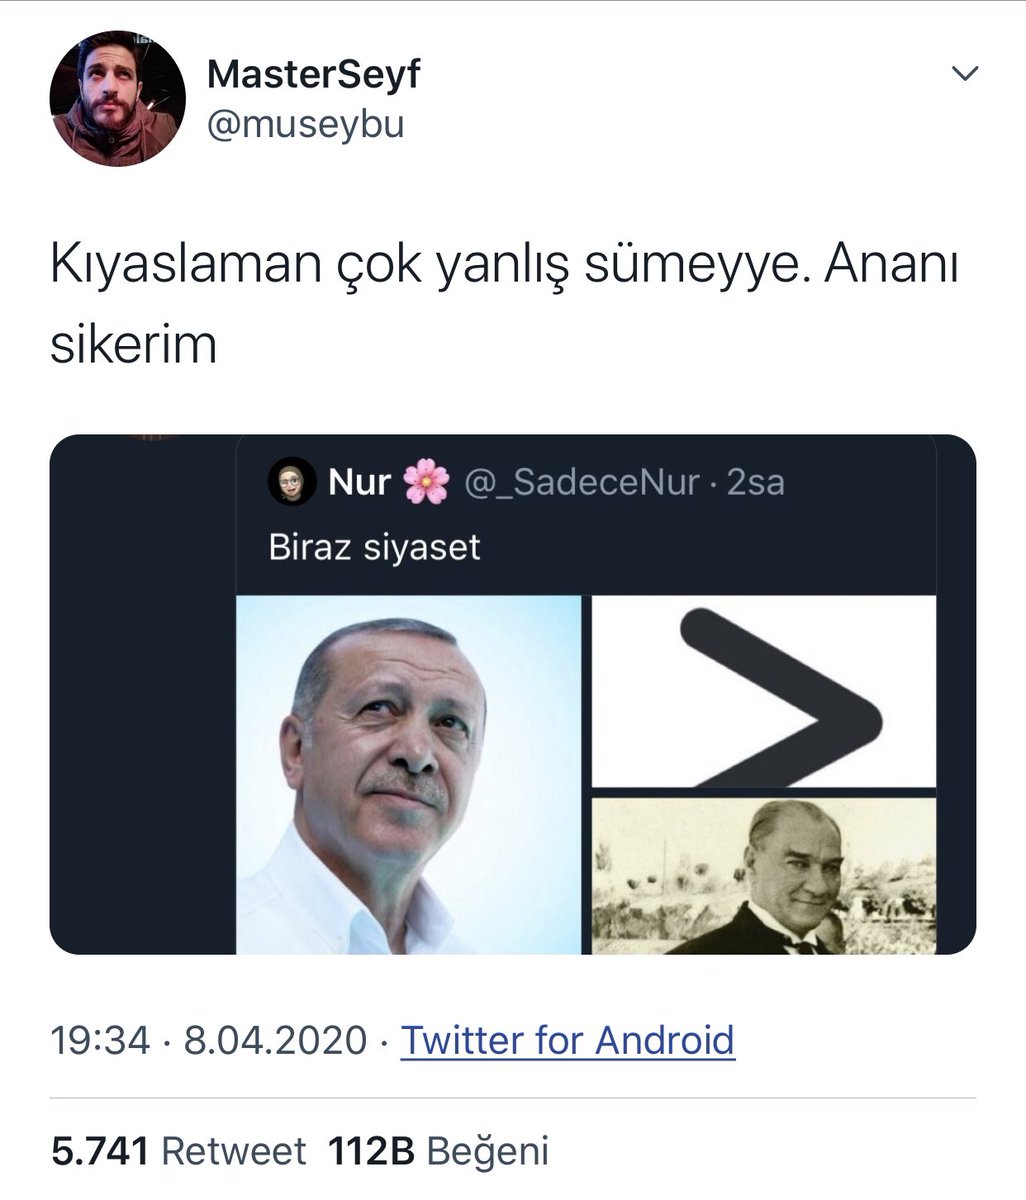 MasterSeyf
@museybu
Kıyaslaman çok yanlış sümeyye. Ananı
sikerim
Nur 🌸 @_SadeceNur · 2sa
Biraz siyaset
19:34 · 8.04.2020 · Twitter for Android
5.741 Retweet 112B Beğeni